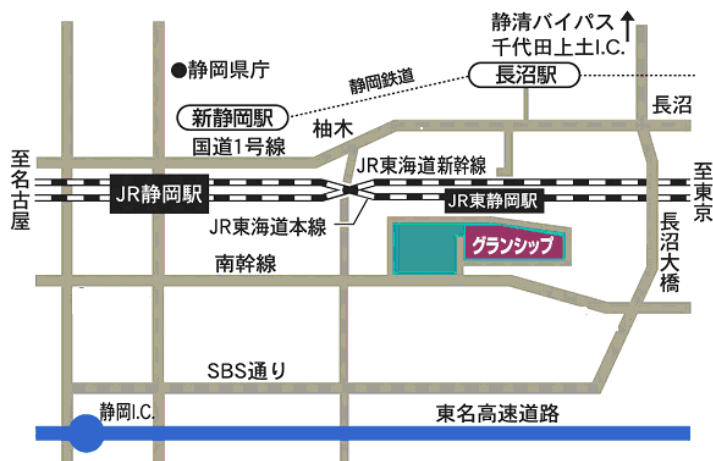 静清バイパス
千代田上土I.C.
●静岡県庁
静岡鉄道
長沼駅
新静岡駅
長沼
柚木
国道1号線
至名古屋
JR東海道新幹線
至東京
JR静岡駅
JR東静岡駅
JR東海道本線
長沼大橋
グランシップ
南幹線
SBS通り
静岡I.C.
東名高速道路